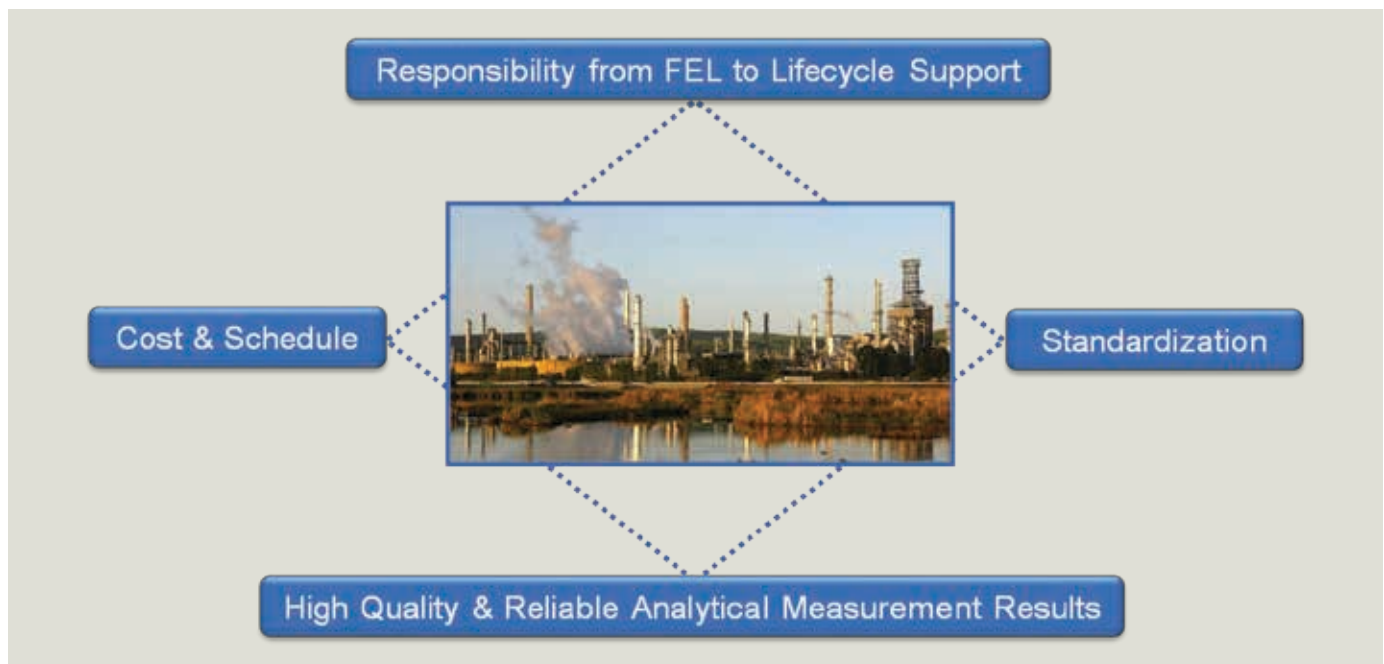 Responsibility from FEL to Lifecycle Support
Cost & Schedule
Standardization
High Quality & Reliable Analytical Measurement Results